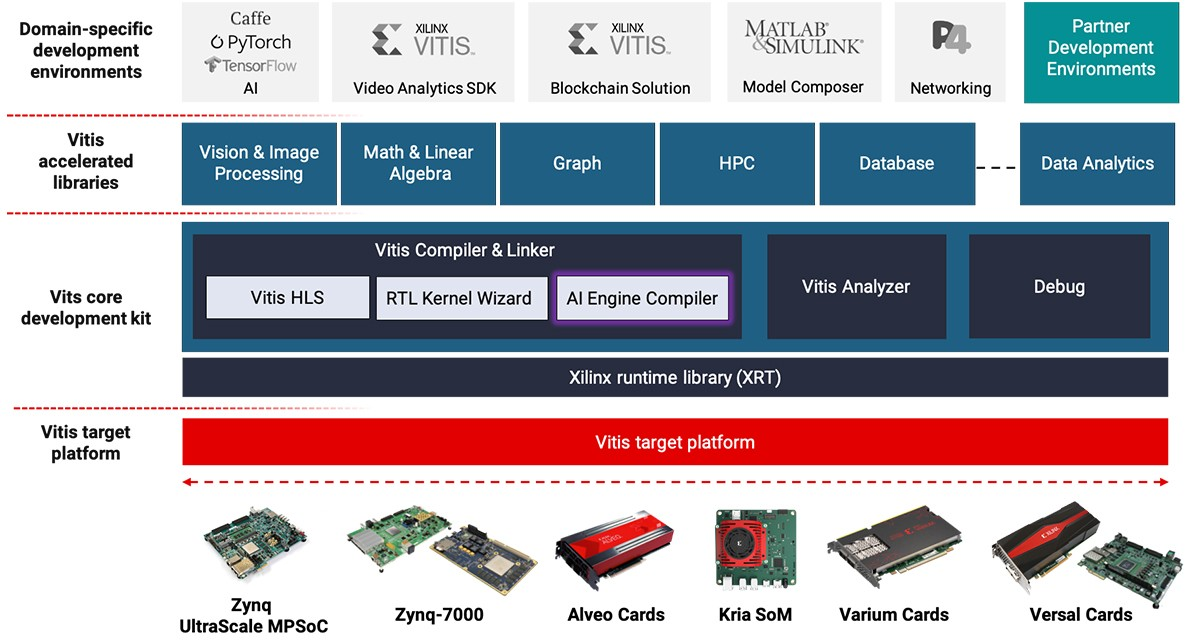 Domain-specific
development
environments
Caffe
PyTorch
TensorFlow
AI
XILINX
VITIS™
Video Analytics SDK
XILINX
VITIS™
Blockchain Solution
MATLAB®
&SIMULINK®
Model Composer
P4
Networking
Partner
Development
Environments
Vitis
accelerated
libraries
Vision & Image
Processing
Math & Linear
Algebra
Graph
HPC
Database
Data Analytics
Vits core
development kit
Vitis Compiler & Linker
Vitis HLS
RTL Kernel Wizard
AI Engine Compiler
Vitis Analyzer
Debug
Xilinx runtime library (XRT)
Vitis target
platform
Vitis target platform
ALVEO
XILINX
Zynq
UltraScale MPSoC
Zynq-7000
Alveo Cards
Kria SoM
Varium Cards
Versal Cards